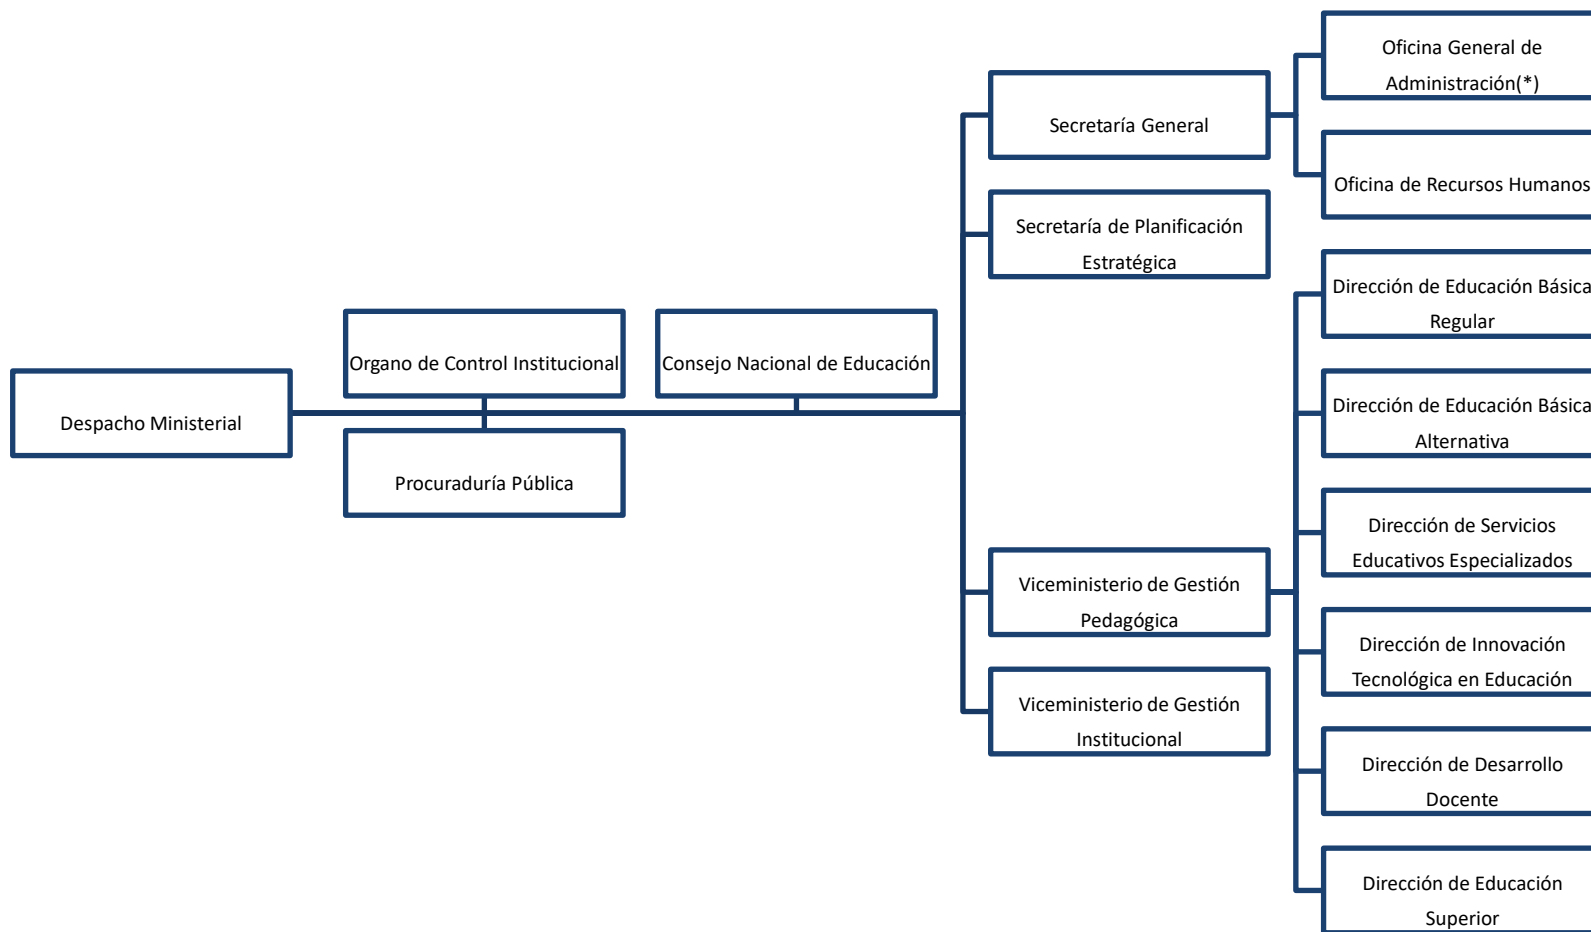 Despacho Ministerial
Organo de Control Institucional
Procuraduría Pública
Consejo Nacional de Educación
Secretaría General
Oficina General de
Administración(*)
Oficina de Recursos Humanos
Secretaría de Planificación
Estratégica
Viceministerio de Gestión
Pedagógica
Dirección de Educación Básica
Regular
Dirección de Educación Básica
Alternativa
Dirección de Servicios
Educativos Especializados
Dirección de Innovación
Tecnológica en Educación
Dirección de Desarrollo
Docente
Dirección de Educación
Superior
Viceministerio de Gestión
Institucional